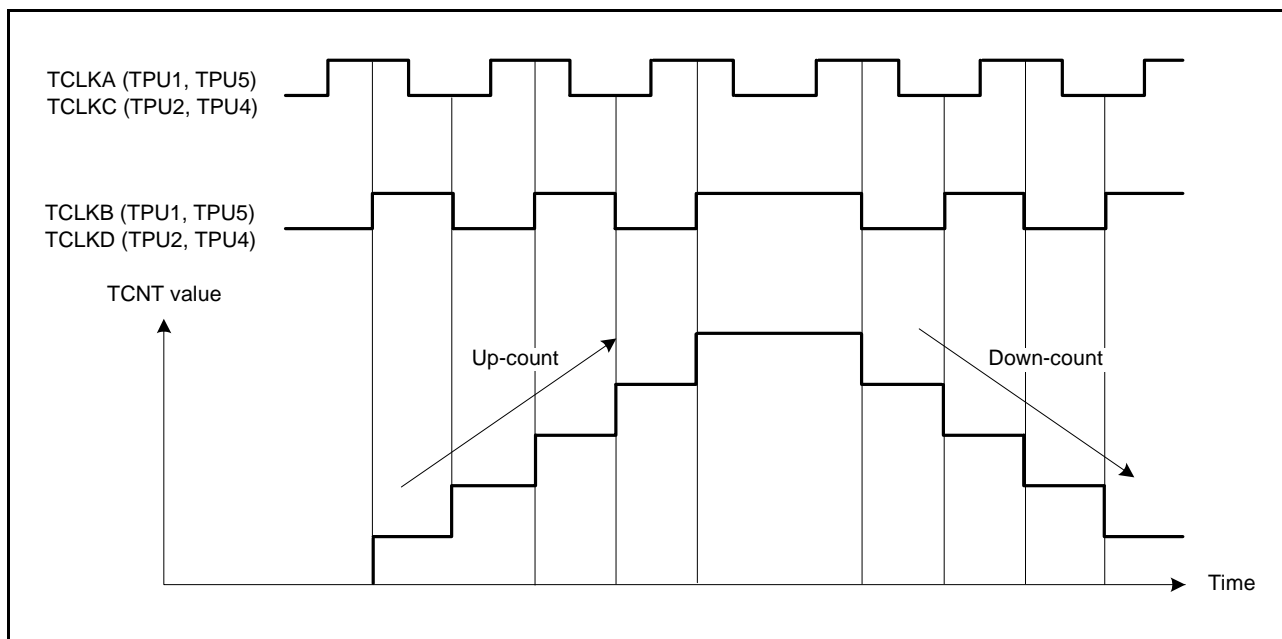 TCLKA (TPU1, TPU5)
TCLKC (TPU2, TPU4)
TCLKB (TPU1, TPU5)
TCLKD (TPU2, TPU4)
TCNT value
Up-count
Down-count
Time